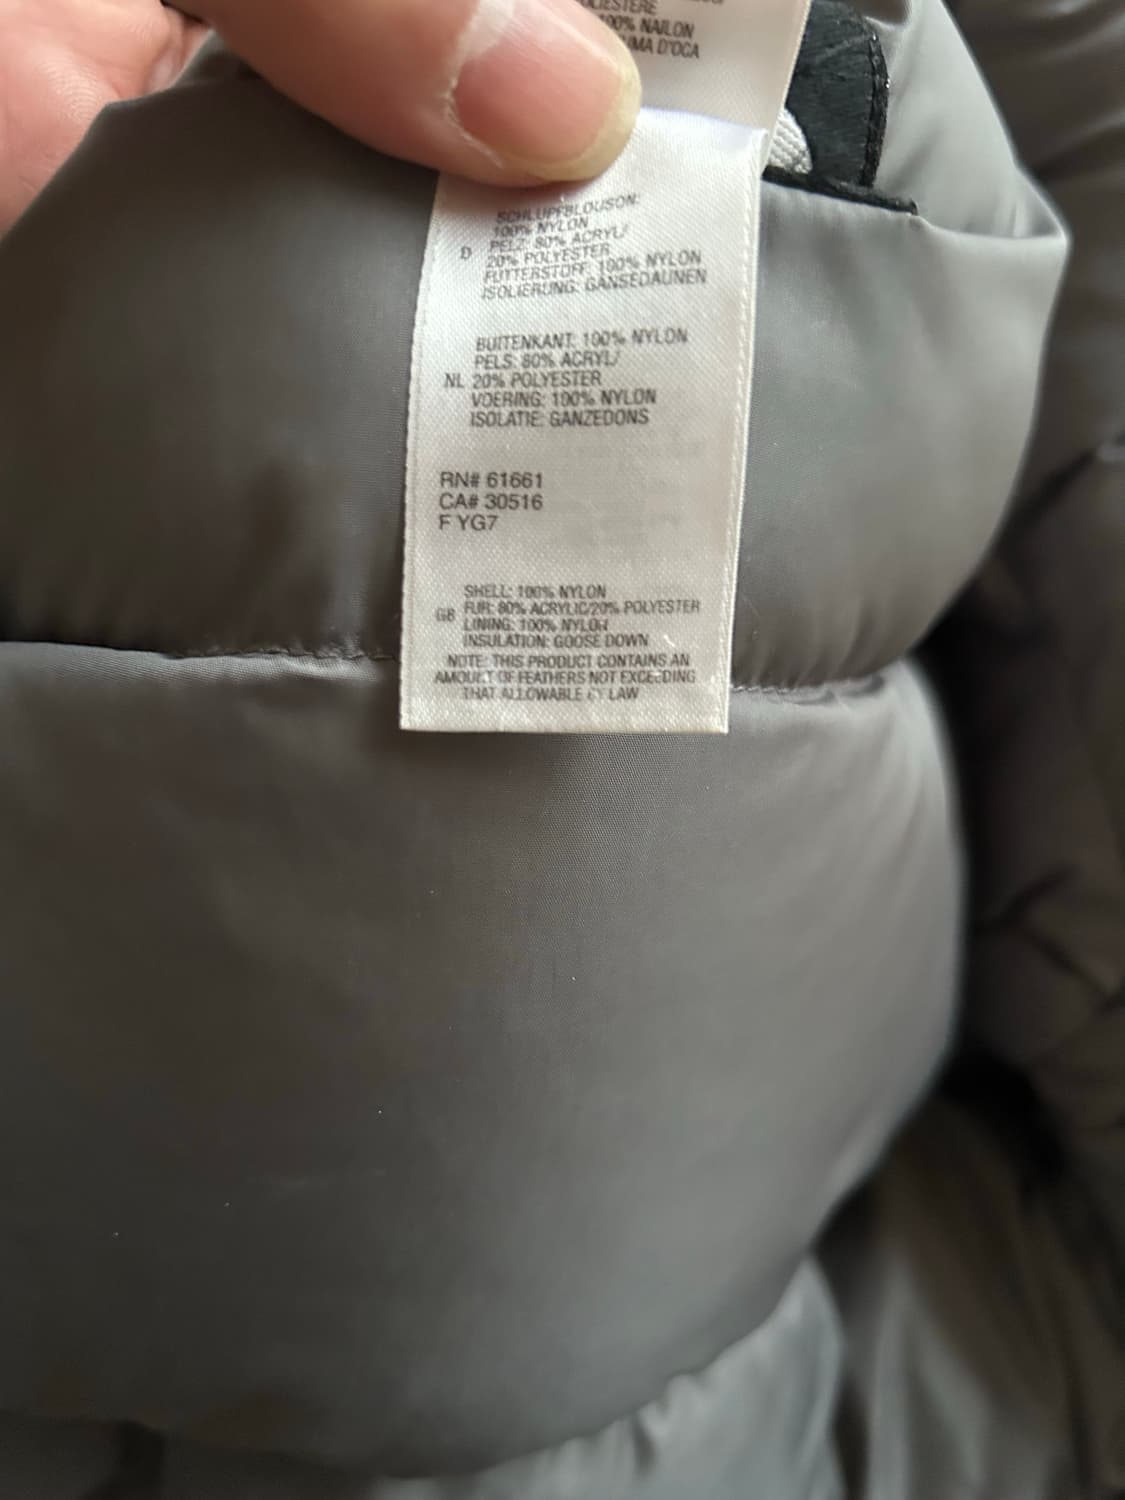 100% NAILON
SCHLUPFBLOUSON:
100% NYLON
PELZ: 80% ACRYL/
D 20% POLYESTER
FUTTERSTOFF: 100% NYLON
ISOLIERUNG: GANSEDAUNEN
BUITENKANT: 100% NYLON
PELS: 80% ACRYL/
NL 20% POLYESTER
VOERING: 100% NYLON
ISOLATIE: GANZEDONS
RN# 61661
CA# 30516
F YG7
SHELL: 100% NYLON
GB FUR: 80% ACRYLIC/20% POLYESTER
LINING: 100% NYLON
INSULATION: GOOSE DOWN
NOTE: THIS PRODUCT CONTAINS AN
AMOUNT OF FEATHERS NOT EXCEEDING
THAT ALLOWABLE BY LAW